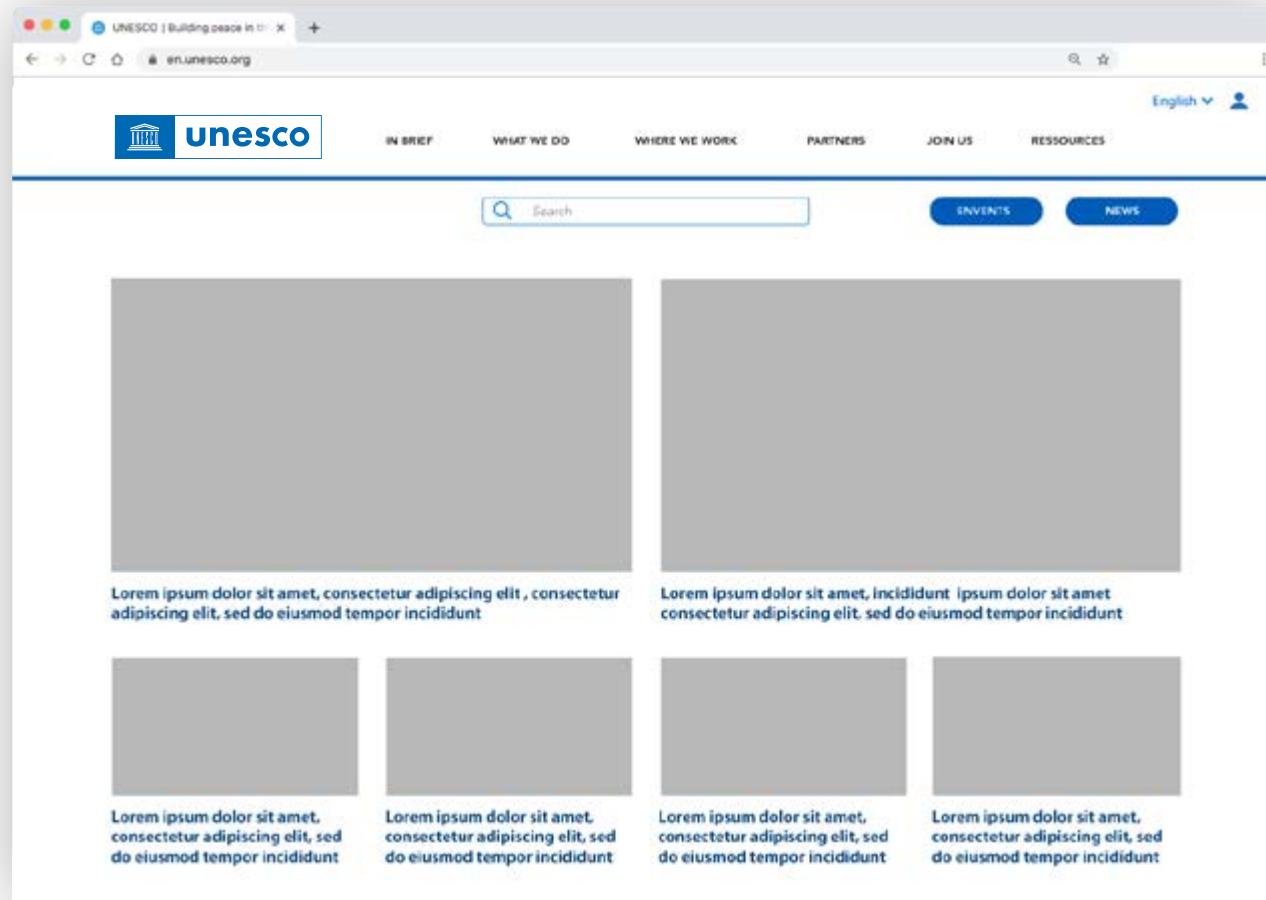 UNESCO | Building peace in th
en.unesco.org
English
unesco
IN BRIEF
WHAT WE DO
WHERE WE WORK
PARTNERS
JOIN US
RESSOURCES
Search
ENVENTS
NEWS
Lorem ipsum dolor sit amet, consectetur adipiscing elit , consectetur
adipiscing elit, sed do eiusmod tempor incididunt
Lorem ipsum dolor sit amet, incididunt ipsum dolor sit amet
consectetur adipiscing elit, sed do eiusmod tempor incididunt
Lorem ipsum dolor sit amet,
consectetur adipiscing elit, sed
do eiusmod tempor incididunt
Lorem ipsum dolor sit amet,
consectetur adipiscing elit, sed
do eiusmod tempor incididunt
Lorem ipsum dolor sit amet,
consectetur adipiscing elit, sed
do eiusmod tempor incididunt
Lorem ipsum dolor sit amet,
consectetur adipiscing elit, sed
do eiusmod tempor incididunt